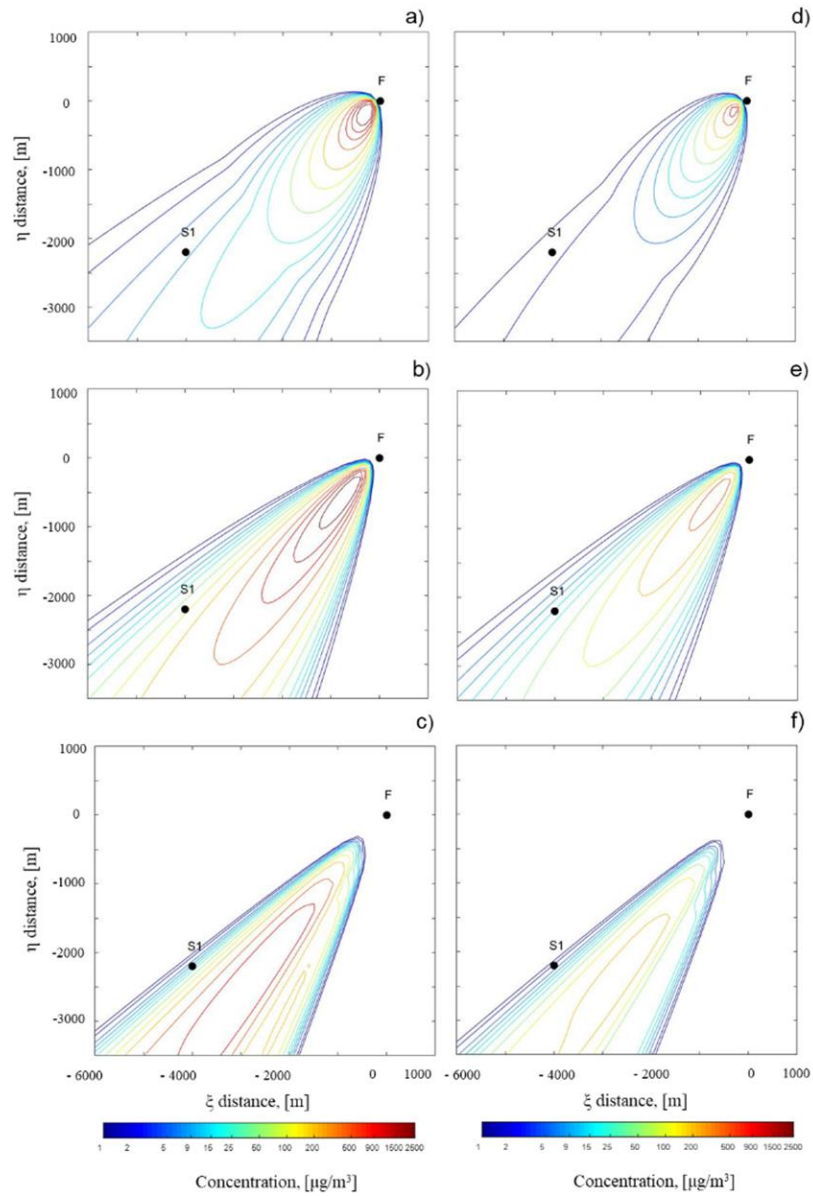 a)
d)
1000
0
-1000
-2000
-3000
η distance, [m]
F
S1
F
S1
b)
e)
1000
0
-1000
-2000
-3000
η distance, [m]
F
S1
F
S1
c)
f)
1000
0
-1000
-2000
-3000
η distance, [m]
F
S1
F
S1
- 6000 - 4000 - 2000 0 1000
- 6000 - 4000 - 2000 0 1000
ξ distance, [m]
ξ distance, [m]
1 2 5 9 15 25 50 100 200 900 1500 2500
1 2 5 9 15 25 50 100 200 900 1500 2500
Concentration, [µg/m³]
Concentration, [µg/m³]